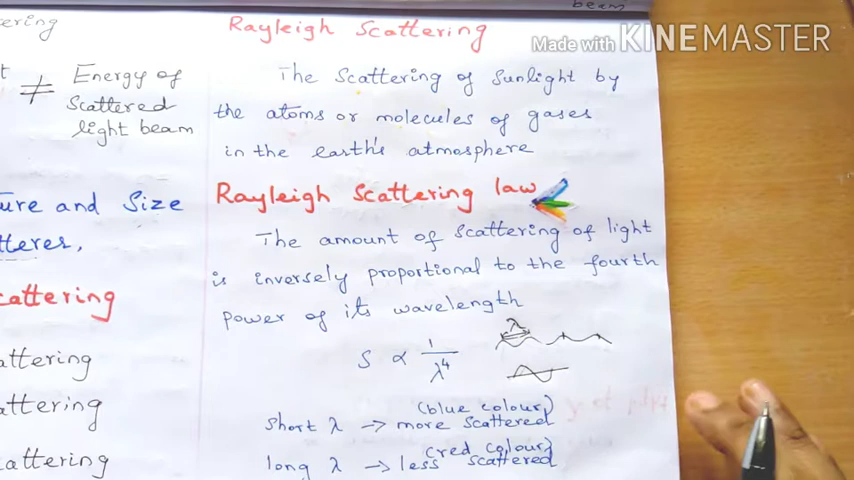 beam
Made with KINEMASTER
ering
t
≠ Energy of
Scattered
light beam
ure and Size
tteres,
cattering
attering
attering
cattering
Rayleigh Scattering
The Scattering of Sunlight by
the atoms or molecules of gases
in the earth's atmosphere
Rayleigh Scattering law
The amount of scattering of light
is inversely proportional to the fourth
power of its wavelength
S ∝ 1/λ⁴
λ
(blue colour)
short λ → more scattered
(red colour)
long λ → less scattered